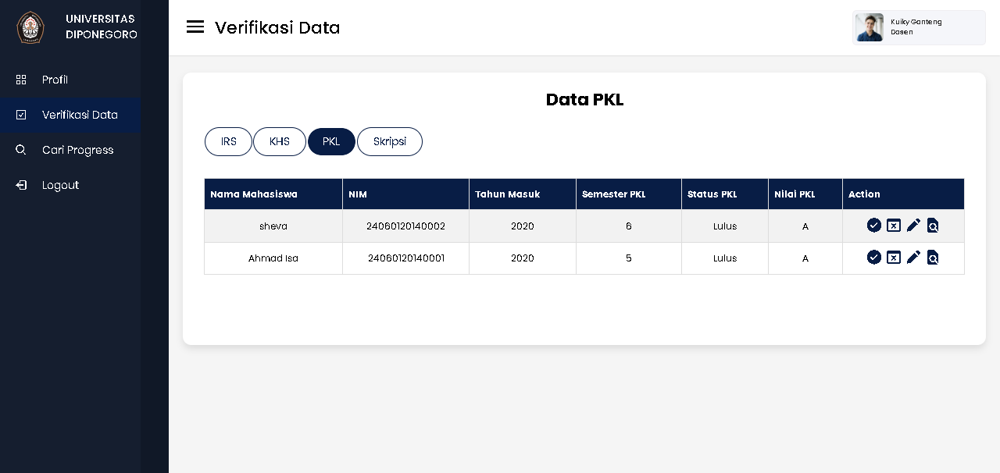 UNIVERSITAS
DIPONEGORO
Profil
Verifikasi Data
Cari Progress
Logout
Verifikasi Data
Kuiky Ganteng
Dosen
Data PKL
IRS KHS PKL Skripsi
Nama Mahasiswa NIM Tahun Masuk Semester PKL Status PKL Nilai PKL Action
sheva 24060120140002 2020 6 Lulus A
Ahmad Isa 24060120140001 2020 5 Lulus A